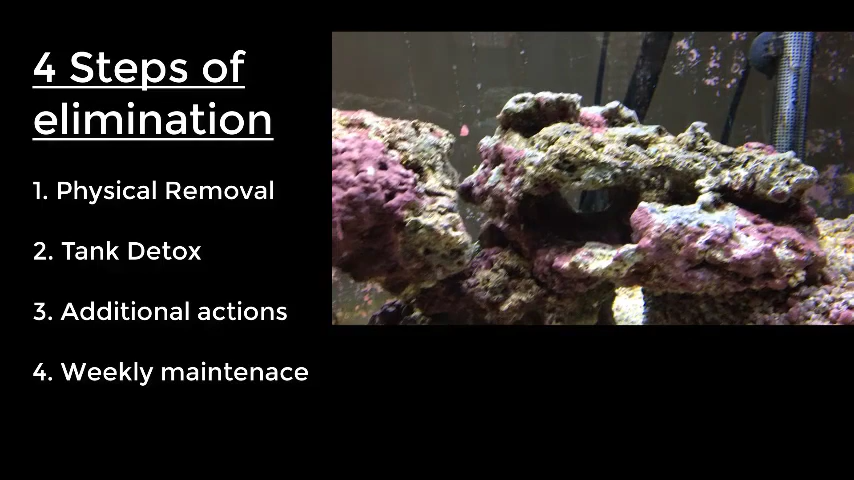 4 Steps of
elimination
1. Physical Removal
2. Tank Detox
3. Additional actions
4. Weekly maintenace